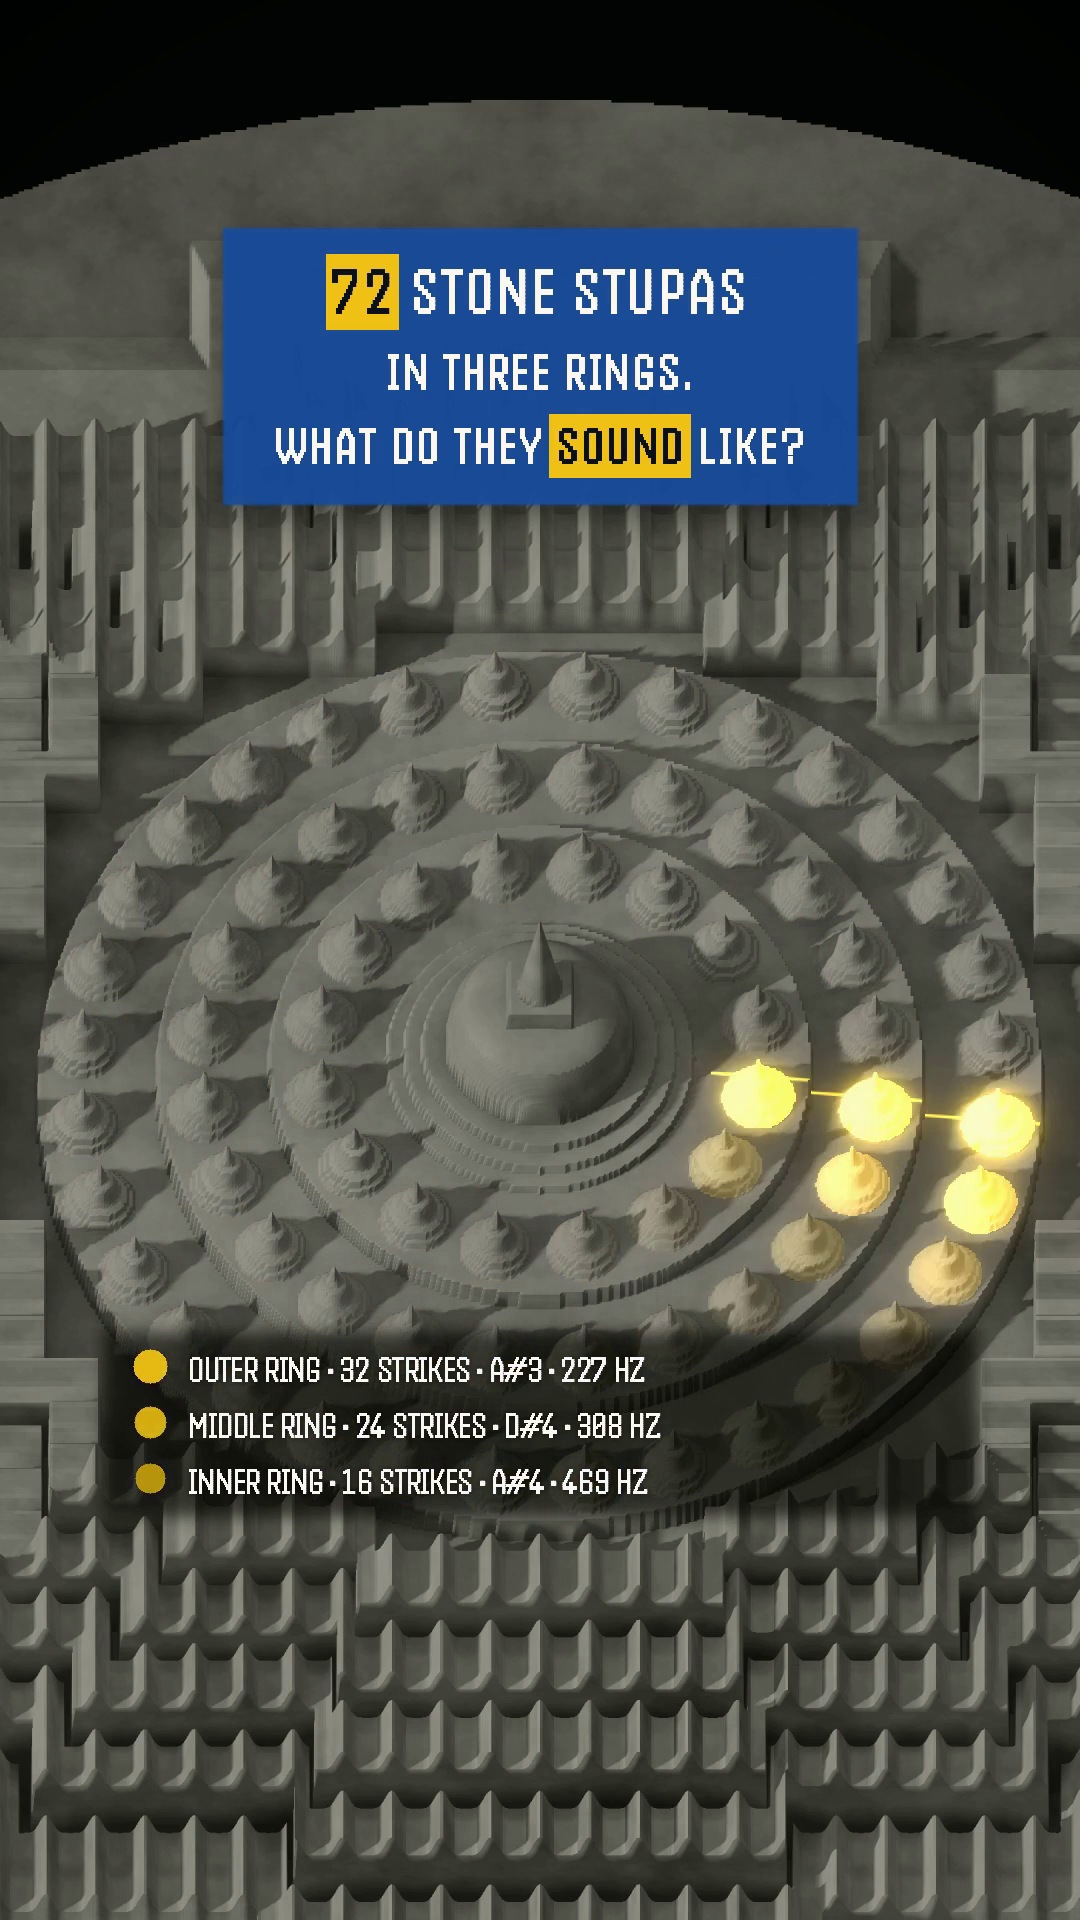 72 STONE STUPAS
IN THREE RINGS.
WHAT DO THEY SOUND LIKE?
OUTER RING · 32 STRIKES · A#3 · 227 HZ
MIDDLE RING · 24 STRIKES · D#4 · 308 HZ
INNER RING · 16 STRIKES · A#4 · 469 HZ